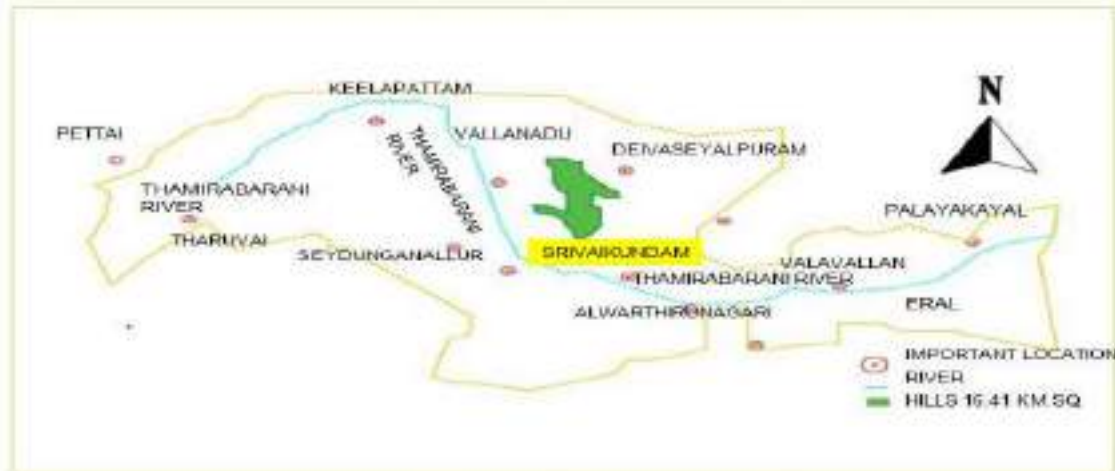 KEELAPATTAM
N
PETTAI
VALLANADU
DEIVASEYALPURAM
THAMIRABARANI
RIVER
THAMIRABARANI
RIVER
PALAYAKAYAL
THARUVAI
SEYDUNGANALLUR
SRIVAIKUNDAM
VALAVALLAN
THAMIRABARANI RIVER
ERAL
ALWARTHIRUNAGARI
IMPORTANT LOCATION
RIVER
HILLS 16.41 KM.SQ